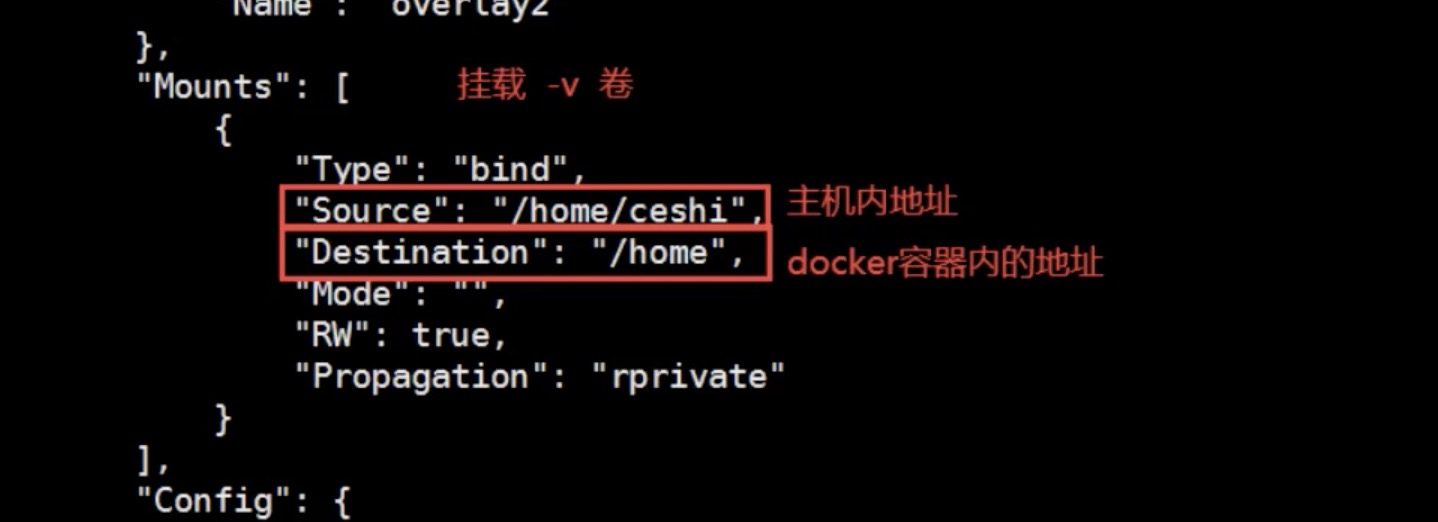 "Name": "overlay2"
},
"Mounts": [ 挂载 -v 卷
{
"Type": "bind",
"Source": "/home/ceshi", 主机内地址
"Destination": "/home", docker容器内的地址
"Mode": "",
"RW": true,
"Propagation": "rprivate"
}
],
"Config": {